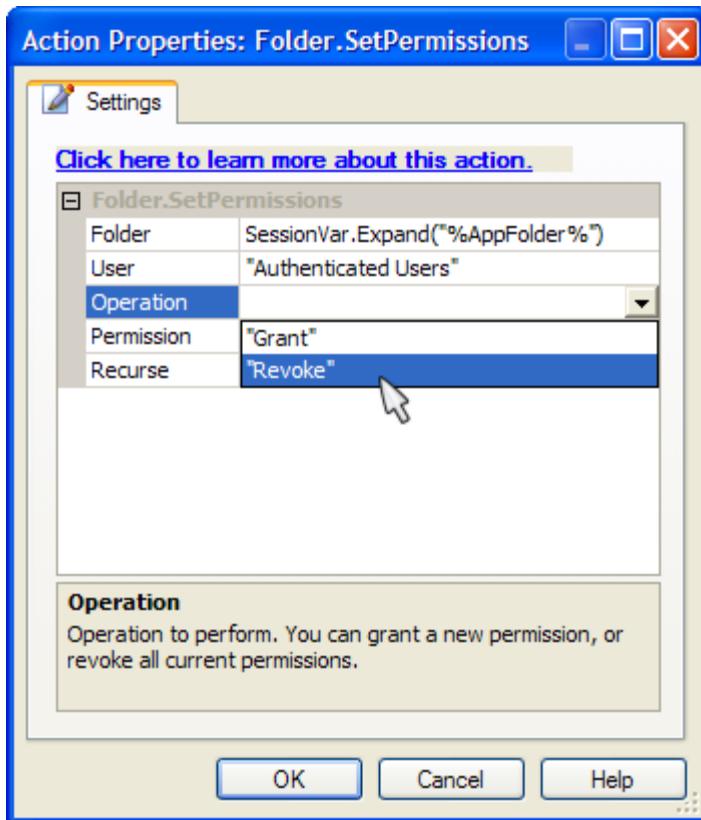 Action Properties: Folder.SetPermissions
Settings
Click here to learn more about this action.
Folder.SetPermissions
Folder SessionVar.Expand("%AppFolder%")
User "Authenticated Users"
Operation
Permission "Grant"
Recurse "Revoke"
Operation
Operation to perform. You can grant a new permission, or
revoke all current permissions.
OK Cancel Help